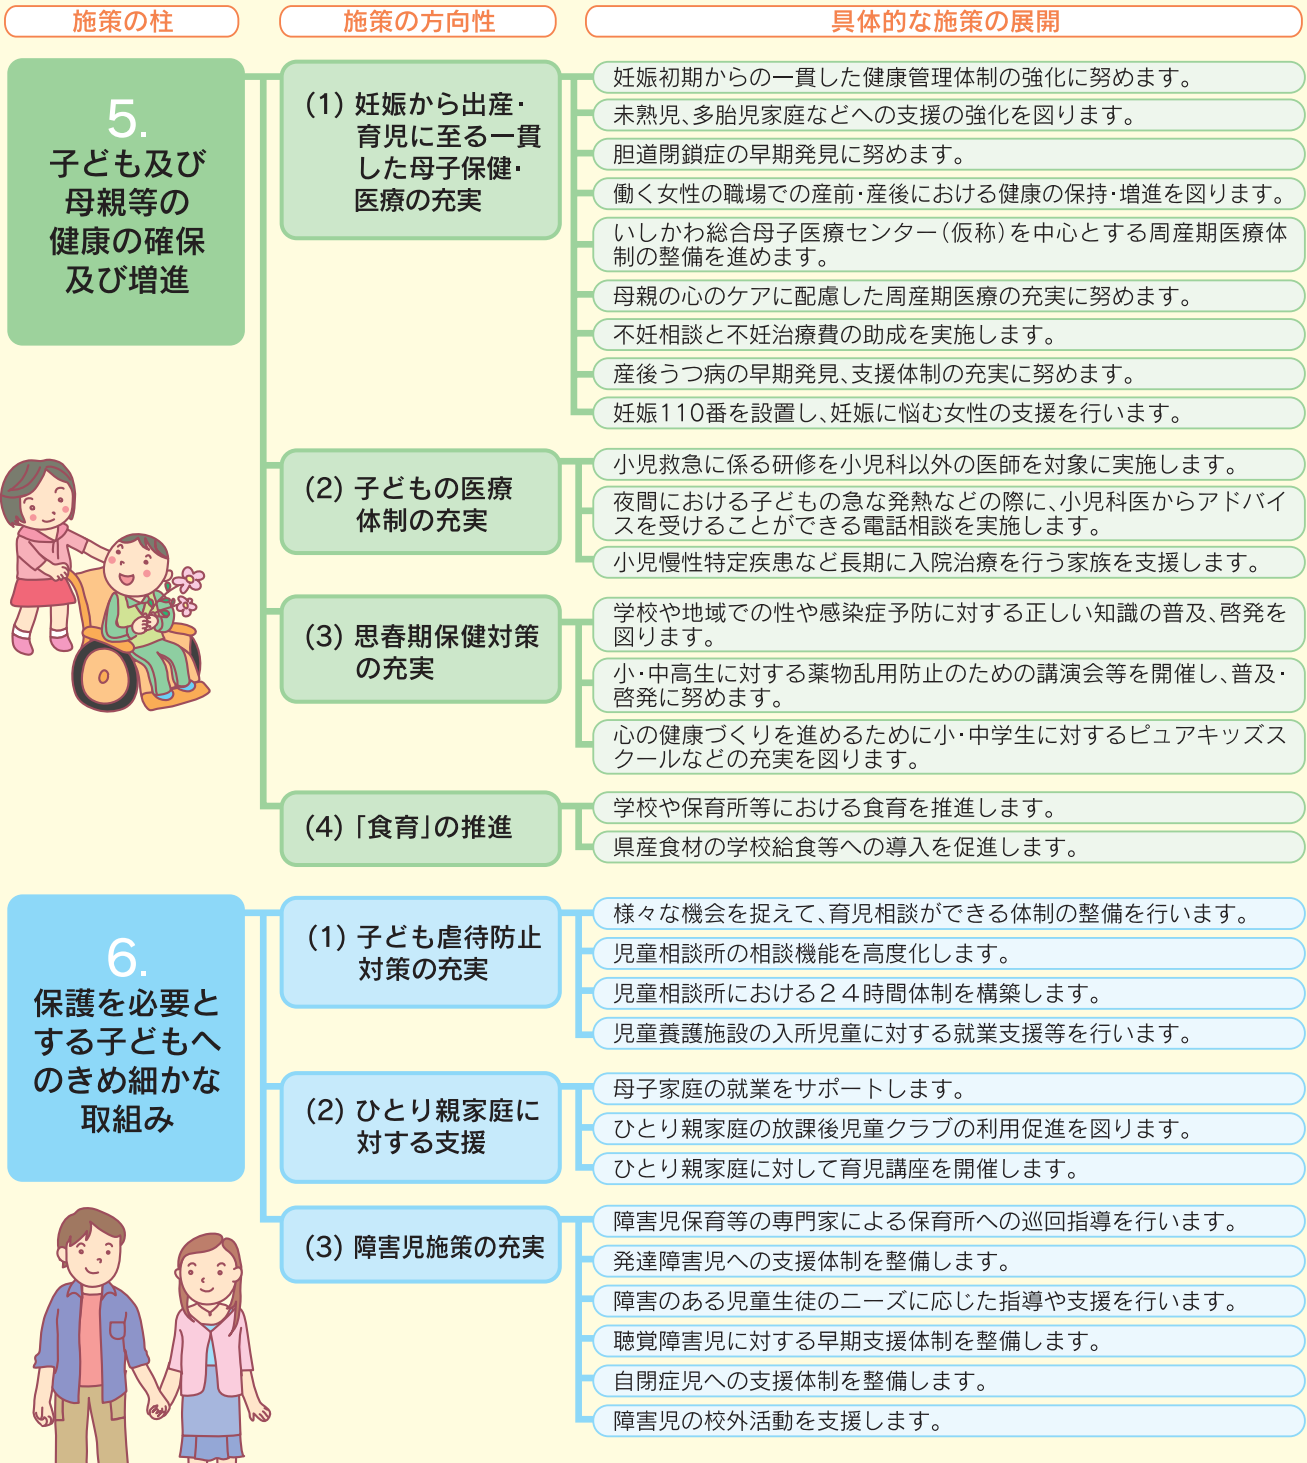 施策の柱
施策の方向性
具体的な施策の展開
5.
子ども及び
母親等の
健康の確保
及び増進
(1) 妊娠から出産・
育児に至る一貫
した母子保健・
医療の充実
妊娠初期からの一貫した健康管理体制の強化に努めます。
未熟児、多胎児家庭などへの支援の強化を図ります。
胆道閉鎖症の早期発見に努めます。
働く女性の職場での産前・産後における健康の保持・増進を図ります。
いしかわ総合母子医療センター（仮称）を中心とする周産期医療体
制の整備を進めます。
母親の心のケアに配慮した周産期医療の充実に努めます。
不妊相談と不妊治療費の助成を実施します。
産後うつ病の早期発見、支援体制の充実に努めます。
妊娠110番を設置し、妊娠に悩む女性の支援を行います。
(2) 子どもの医療
体制の充実
小児救急に係る研修を小児科以外の医師を対象に実施します。
夜間における子どもの急な発熱などの際に、小児科医からアドバイ
スを受けることができる電話相談を実施します。
小児慢性特定疾患など長期に入院治療を行う家族を支援します。
(3) 思春期保健対策
の充実
学校や地域での性や感染症予防に対する正しい知識の普及、啓発を
図ります。
小・中高生に対する薬物乱用防止のための講演会等を開催し、普及・
啓発に努めます。
心の健康づくりを進めるために小・中学生に対するピュアキッズス
クールなどの充実を図ります。
(4) 「食育」の推進
学校や保育所等における食育を推進します。
県産食材の学校給食等への導入を促進します。
6.
保護を必要と
する子どもへ
のきめ細かな
取組み
(1) 子ども虐待防止
対策の充実
様々な機会を捉えて、育児相談ができる体制の整備を行います。
児童相談所の相談機能を高度化します。
児童相談所における２４時間体制を構築します。
児童養護施設の入所児童に対する就業支援等を行います。
(2) ひとり親家庭に
対する支援
母子家庭の就業をサポートします。
ひとり親家庭の放課後児童クラブの利用促進を図ります。
ひとり親家庭に対して育児講座を開催します。
(3) 障害児施策の充実
障害児保育等の専門家による保育所への巡回指導を行います。
発達障害児への支援体制を整備します。
障害のある児童生徒のニーズに応じた指導や支援を行います。
聴覚障害児に対する早期支援体制を整備します。
自閉症児への支援体制を整備します。
障害児の校外活動を支援します。